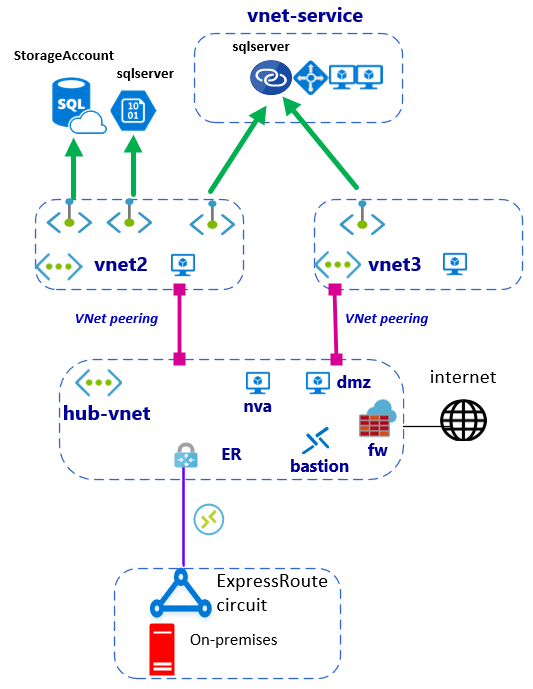 vnet-service
sqlserver
StorageAccount
sqlserver
SQL
10
01
vnet2
vnet3
VNet peering
VNet peering
internet
dmz
nva
hub-vnet
fw
ER
bastion
ExpressRoute
circuit
On-premises